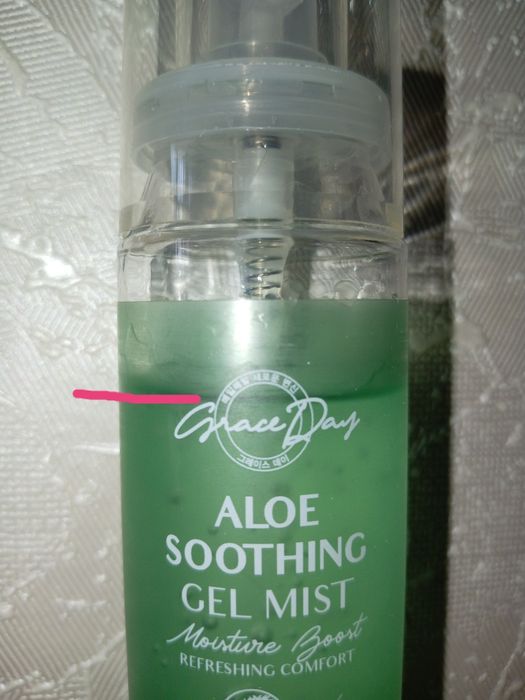 Grace Day
그레이스 데이
ALOE
SOOTHING
GEL MIST
Moisture Boost
REFRESHING COMFORT